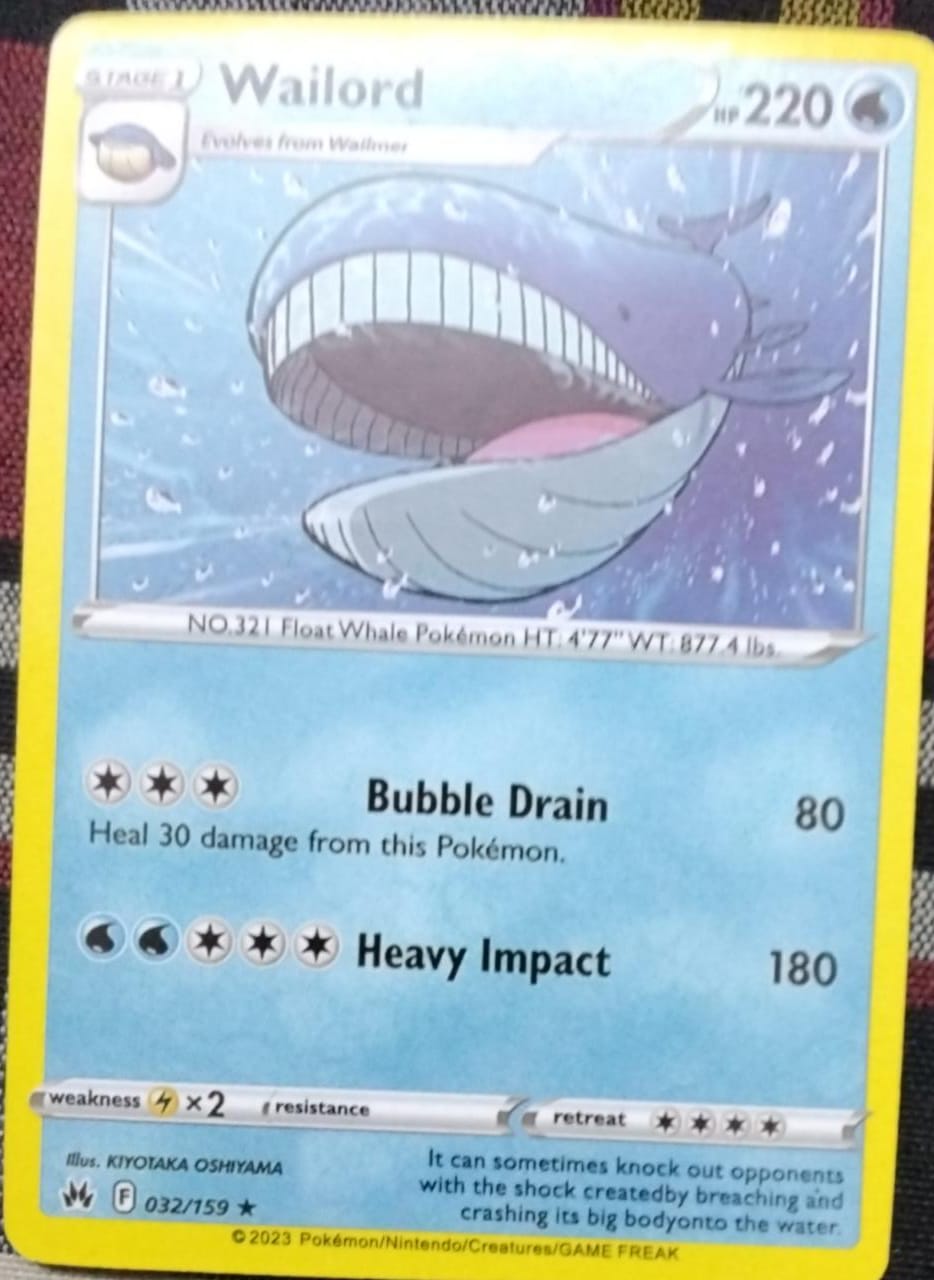 STAGE 1 Wailord HP 220
Evolves from Wailmer
NO.321 Float Whale Pokémon HT: 4'77" WT: 877.4 lbs.
Bubble Drain 80
Heal 30 damage from this Pokémon.
Heavy Impact 180
weakness ×2 resistance retreat
Illus. KIYOTAKA OSHIYAMA
F 032/159 ★
It can sometimes knock out opponents
with the shock createdby breaching and
crashing its big bodyonto the water.
©2023 Pokémon/Nintendo/Creatures/GAME FREAK